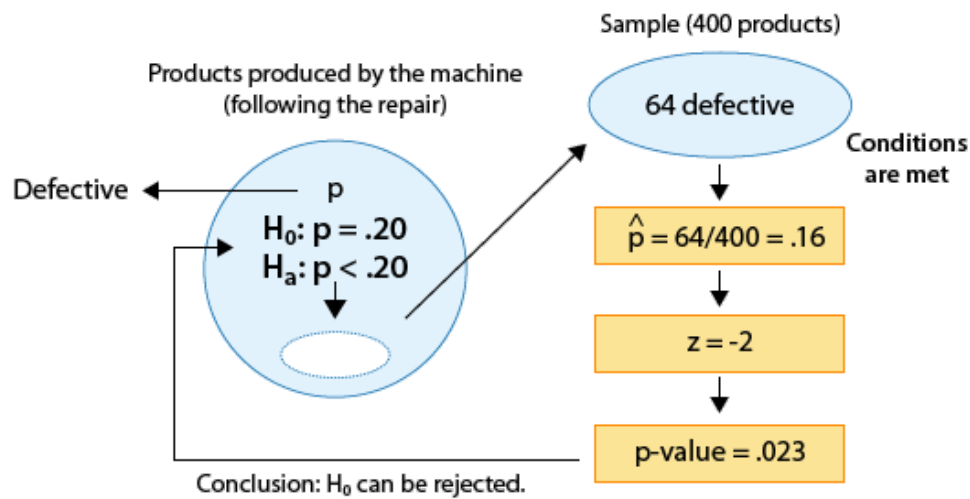 Products produced by the machine
(following the repair)
Defective
p
H₀: p = .20
Hₐ: p < .20
Sample (400 products)
64 defective
Conditions
are met
p̂ = 64/400 = .16
z = -2
p-value = .023
Conclusion: H₀ can be rejected.